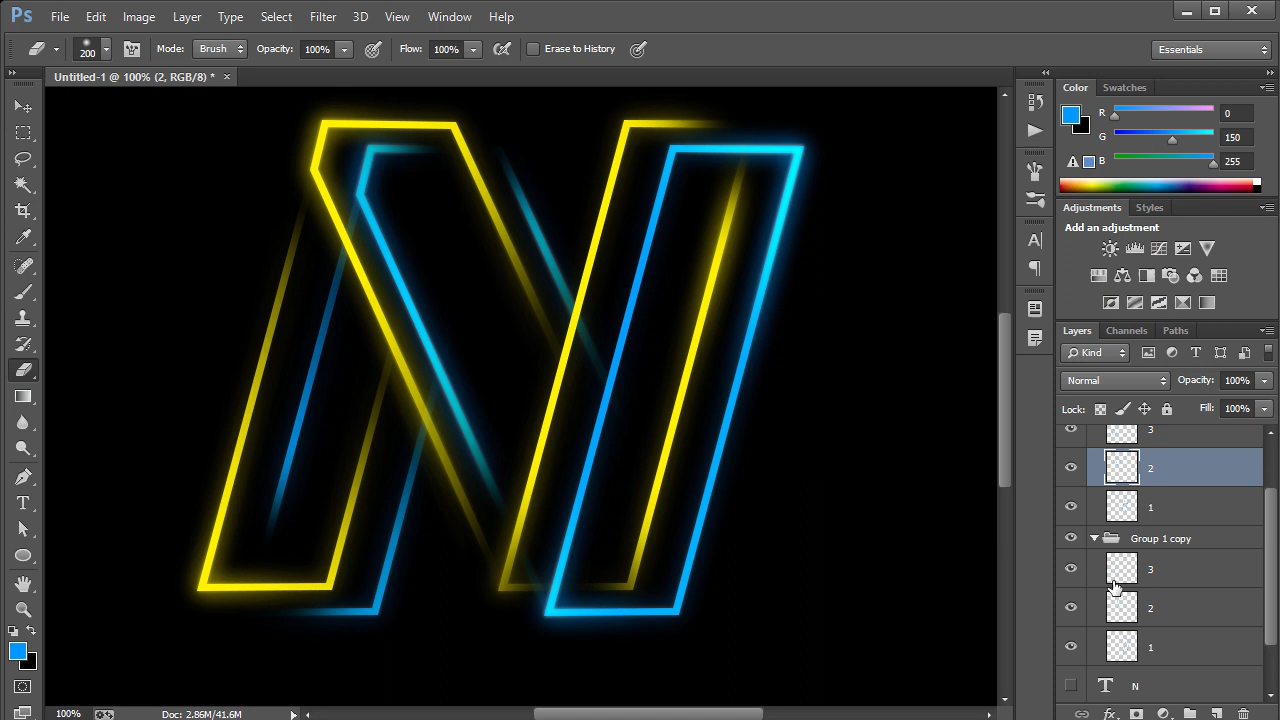 Ps File Edit Image Layer Type Select Filter 3D View Window Help
200 Mode: Brush Opacity: 100% Flow: 100% Erase to History Essentials
Untitled-1 @ 100% (2, RGB/8) * ×
Color Swatches
R 0
G 150
B 255
Adjustments Styles
Add an adjustment
Layers Channels Paths
Kind
Normal Opacity: 100%
Lock: Fill: 100%
3
2
1
Group 1 copy
3
2
1
N
N
100% Doc: 2.86M/41.6M
fx